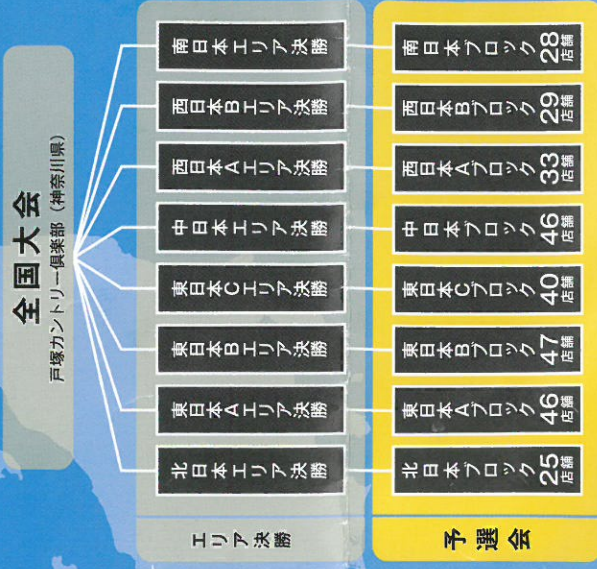 全国大会
戸塚カントリー倶楽部（神奈川県）
エリア決勝
北日本エリア決勝
東日本Aエリア決勝
東日本Bエリア決勝
東日本Cエリア決勝
中日本エリア決勝
西日本Aエリア決勝
西日本Bエリア決勝
南日本エリア決勝
予選会
北日本ブロック25店舗
東日本Aブロック46店舗
東日本Bブロック47店舗
東日本Cブロック40店舗
中日本ブロック46店舗
西日本Aブロック33店舗
西日本Bブロック29店舗
南日本ブロック28店舗